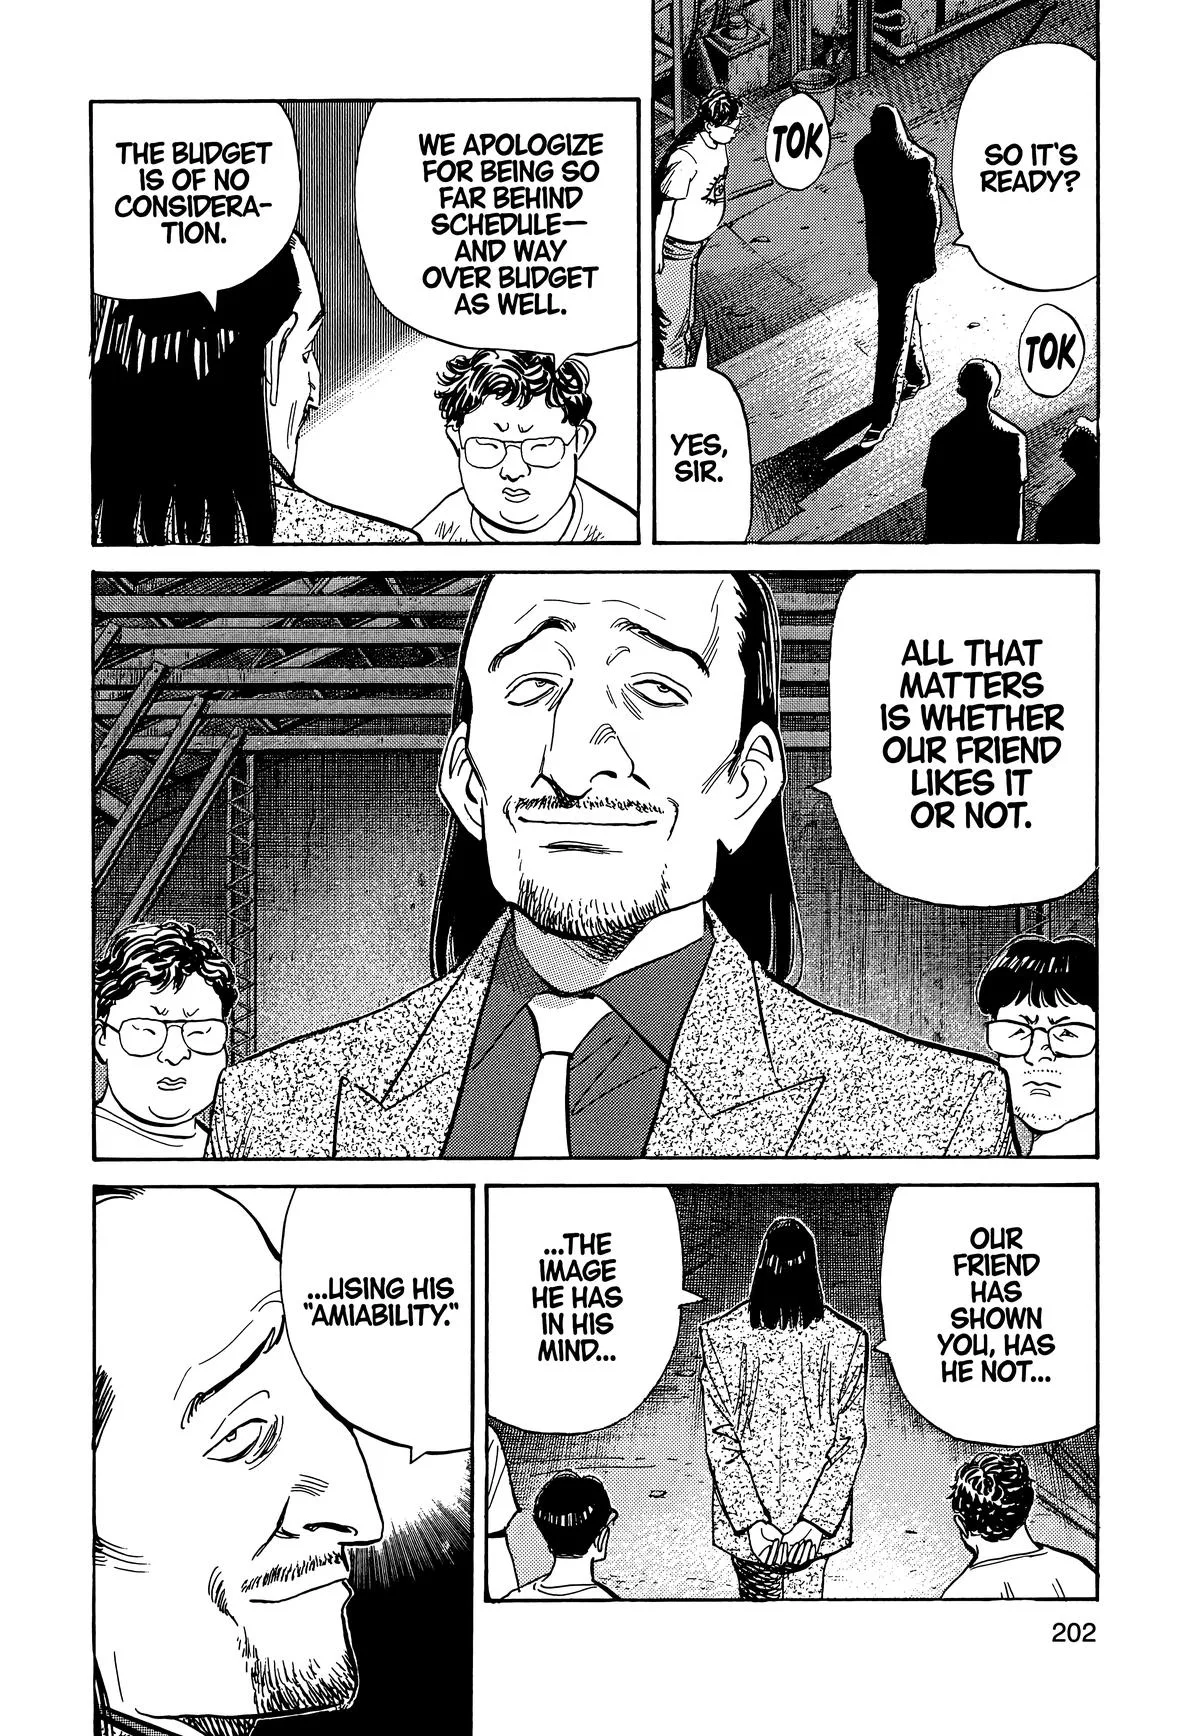 SO IT'S
READY?
TOK
TOK
YES,
SIR.
WE APOLOGIZE
FOR BEING SO
FAR BEHIND
SCHEDULE—
AND WAY
OVER BUDGET
AS WELL.
THE BUDGET
IS OF NO
CONSIDERA-
TION.
ALL THAT
MATTERS
IS WHETHER
OUR FRIEND
LIKES IT
OR NOT.
OUR
FRIEND
HAS
SHOWN
YOU, HAS
HE NOT...
...THE
IMAGE
HE HAS
IN HIS
MIND...
...USING HIS
"AMIABILITY."
202